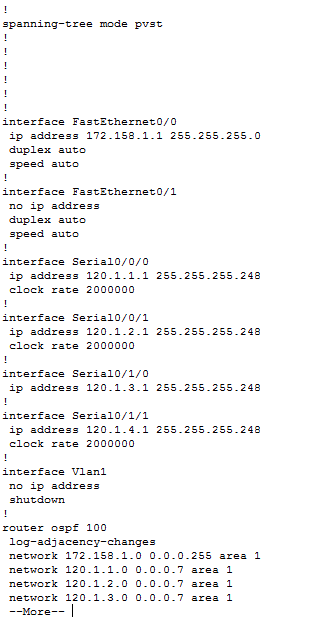 !
spanning-tree mode pvst
!
!
!
!
!
!
interface FastEthernet0/0
 ip address 172.158.1.1 255.255.255.0
 duplex auto
 speed auto
!
interface FastEthernet0/1
 no ip address
 duplex auto
 speed auto
!
interface Serial0/0/0
 ip address 120.1.1.1 255.255.255.248
 clock rate 2000000
!
interface Serial0/0/1
 ip address 120.1.2.1 255.255.255.248
 clock rate 2000000
!
interface Serial0/1/0
 ip address 120.1.3.1 255.255.255.248
!
interface Serial0/1/1
 ip address 120.1.4.1 255.255.255.248
 clock rate 2000000
!
interface Vlan1
 no ip address
 shutdown
!
router ospf 100
 log-adjacency-changes
 network 172.158.1.0 0.0.0.255 area 1
 network 120.1.1.0 0.0.0.7 area 1
 network 120.1.2.0 0.0.0.7 area 1
 network 120.1.3.0 0.0.0.7 area 1
 --More--